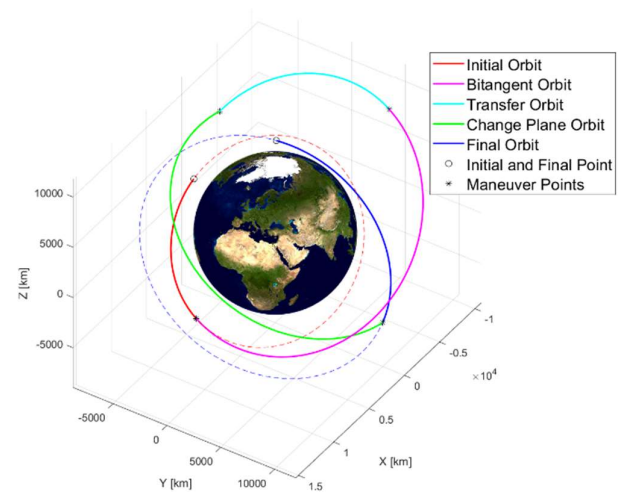 Initial Orbit
Bitangent Orbit
Transfer Orbit
Change Plane Orbit
Final Orbit
Initial and Final Point
Maneuver Points
10000
5000
0
-5000
Z [km]
-5000
0
5000
10000
Y [km]
-1
-0.5
0
0.5
1
1.5
×10⁴
X [km]